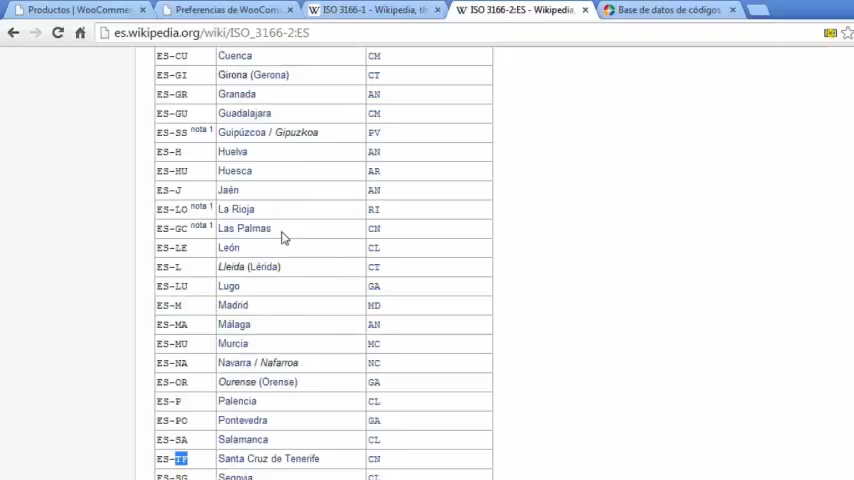 Productos | WooCommer
Preferencias de WooComu
ISO 3166-1 - Wikipedia, th
ISO 3166-2:ES - Wikipedia,
Base de datos de códigos
es.wikipedia.org/wiki/ISO_3166-2:ES
ES-CU Cuenca CM
ES-GI Girona (Gerona) CT
ES-GR Granada AN
ES-GU Guadalajara CM
ES-SS nota 1 Guipúzcoa / Gipuzkoa PV
ES-H Huelva AN
ES-HU Huesca AR
ES-J Jaén AN
ES-LO nota 1 La Rioja RI
ES-GC nota 1 Las Palmas CN
ES-LE León CL
ES-L Lleida (Lérida) CT
ES-LU Lugo GA
ES-M Madrid MD
ES-MA Málaga AN
ES-MU Murcia MC
ES-NA Navarra / Nafarroa NC
ES-OR Ourense (Orense) GA
ES-P Palencia CL
ES-PO Pontevedra GA
ES-SA Salamanca CL
ES-TF Santa Cruz de Tenerife CN
ES-SG Segovia CL